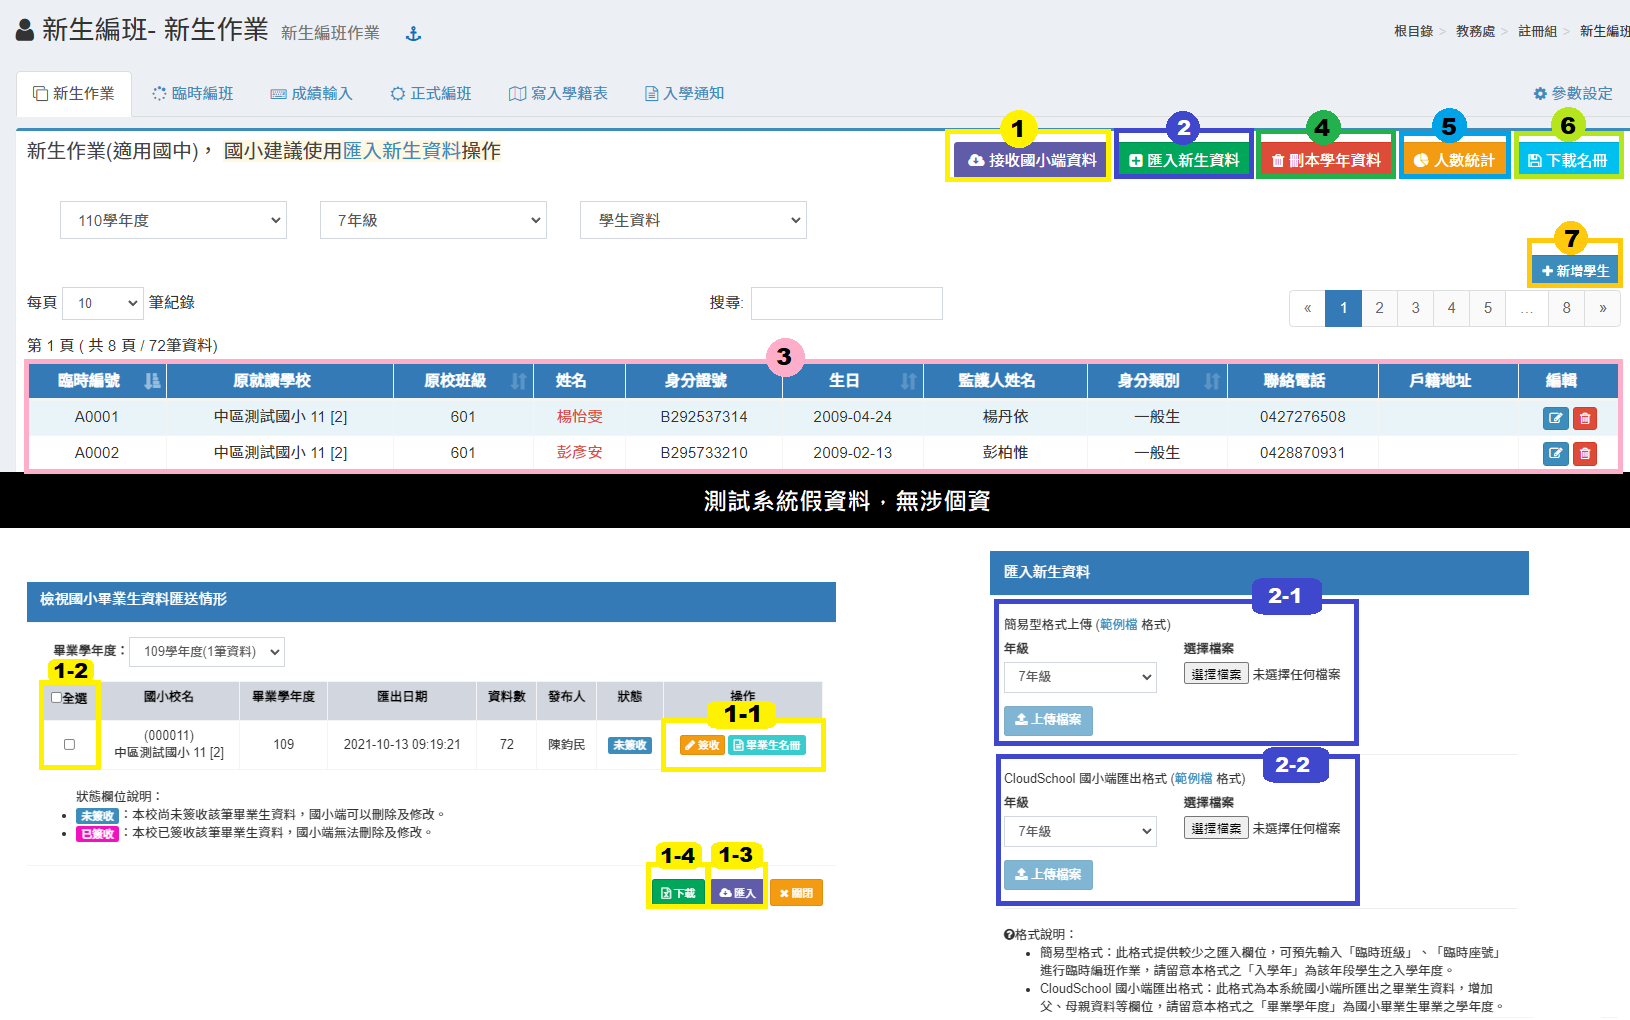 新生編班- 新生作業 新生編班作業
根目錄 > 教務處 > 註冊組 > 新生編班
新生作業 臨時編班 成績輸入 正式編班 寫入學籍表 入學通知 參數設定
1 2 4 5 6
新生作業(適用國中)， 國小建議使用匯入新生資料操作
接收國小端資料 匯入新生資料 刪本學年資料 人數統計 下載名冊
110學年度 7年級 學生資料
7
新增學生
每頁 10 筆紀錄 搜尋:
« 1 2 3 4 5 ... 8 »
第 1 頁 ( 共 8 頁 / 72筆資料)
3
臨時編號 原就讀學校 原校班級 姓名 身分證號 生日 監護人姓名 身分類別 聯絡電話 戶籍地址 編輯
A0001 中區測試國小 11 [2] 601 楊怡雯 B292537314 2009-04-24 楊丹依 一般生 0427276508
A0002 中區測試國小 11 [2] 601 彭彥安 B295733210 2009-02-13 彭柏惟 一般生 0428870931
測試系統假資料，無涉個資
檢視國小畢業生資料匯送情形
畢業學年度： 109學年度(1筆資料)
1-2
全選 國小校名 畢業學年度 匯出日期 資料數 發布人 狀態 操作
1-1
(000011)
中區測試國小 11 [2] 109 2021-10-13 09:19:21 72 陳鈞民 未簽收 簽收 畢業生名冊
狀態欄位說明：
• 未簽收：本校尚未簽收該筆畢業生資料，國小端可以刪除及修改。
• 已簽收：本校已簽收該筆畢業生資料，國小端無法刪除及修改。
1-4 1-3
下載 匯入 關閉
匯入新生資料
2-1
簡易型格式上傳 (範例檔 格式)
年級 選擇檔案
7年級 選擇檔案 未選擇任何檔案
上傳檔案
2-2
CloudSchool 國小端匯出格式 (範例檔 格式)
年級 選擇檔案
7年級 選擇檔案 未選擇任何檔案
上傳檔案
格式說明：
• 簡易型格式：此格式提供較少之匯入欄位，可預先輸入「臨時班級」、「臨時座號」
進行臨時編班作業，請留意本格式之「入學年」為該年段學生之入學年度。
• CloudSchool 國小端匯出格式：此格式為本系統國小端所匯出之畢業生資料，增加
父、母親資料等欄位，請留意本格式之「畢業學年度」為國小畢業生畢業之學年度。